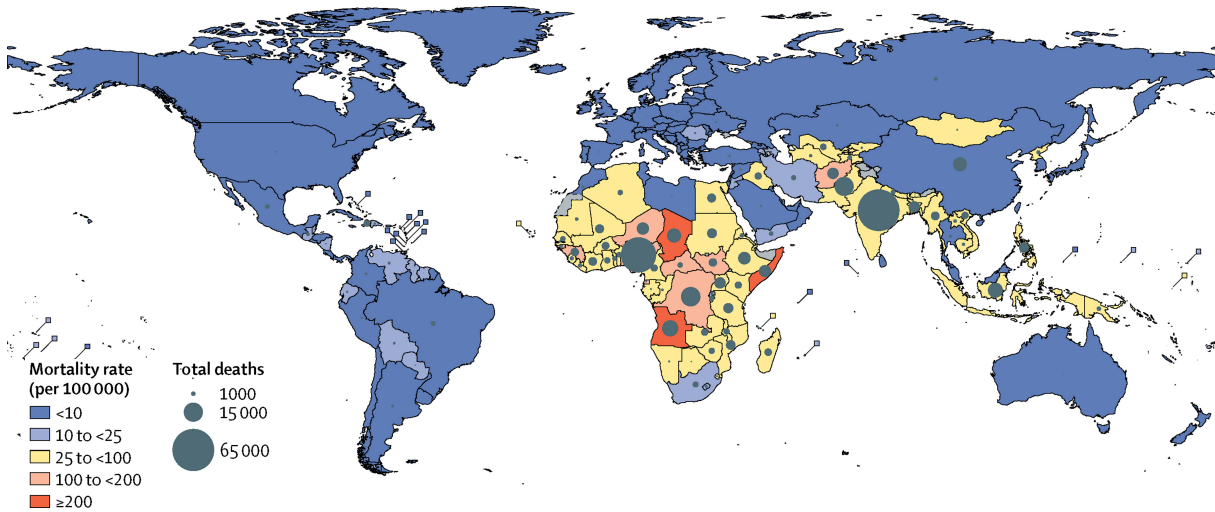 Mortality rate
(per 100 000)
<10
10 to <25
25 to <100
100 to <200
≥200
Total deaths
1000
15 000
65 000